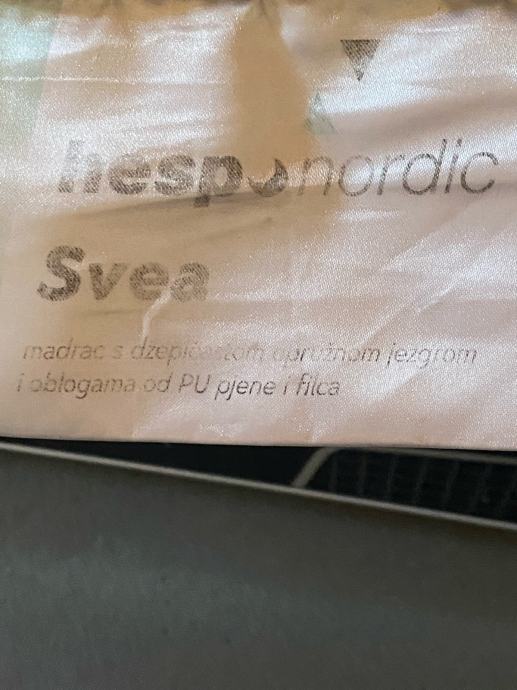 hespo nordic
Svea
madrac s džepičastom opružnom jezgrom
i oblogama od PU pjene i filca